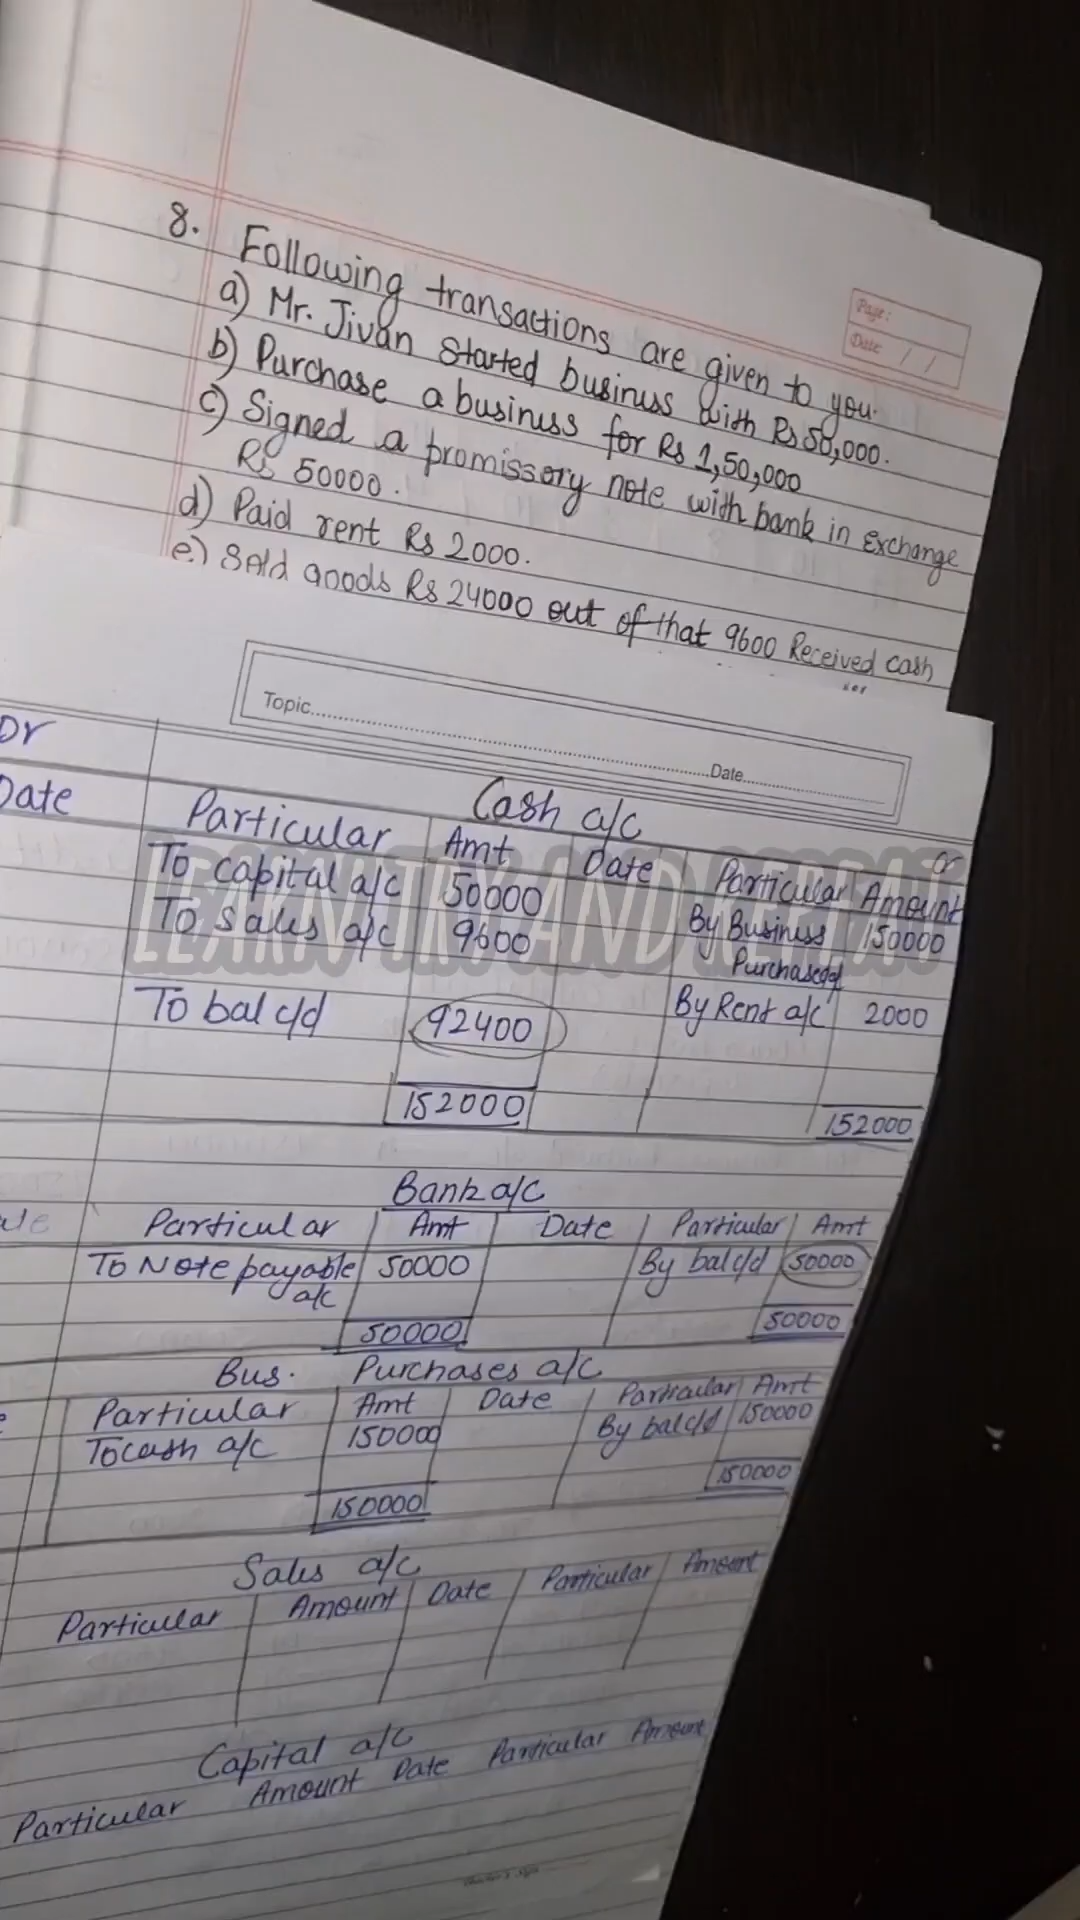 Page:
Date / /
8. Following transactions are given to you.
a) Mr. Jivan started business with Rs 50,000.
b) Purchase a business for Rs 1,50,000
c) Signed a promissory note with bank in exchange
Rs 50000.
d) Paid rent Rs 2000.
e) Sold goods Rs 24000 out of that 9600 Received cash
Topic Date
Dr Cash a/c Cr
Date Particular Amt Date Particular Amount
To capital a/c 50000 By Business 150000
Purchase a/c
To Sales a/c 9600
To bal c/d 92400 By Rent a/c 2000
152000 152000
LEARN TRY AND REPEAT
Bank a/c
Particular Amt Date Particular Amt
To Note payable a/c 50000 By bal c/d 50000
50000 50000
Bus. Purchases a/c
Particular Amt Date Particular Amt
To cash a/c 150000 By bal c/d 150000
150000 150000
Sales a/c
Particular Amount Date Particular Amount
Capital a/c
Particular Amount Date Particular Amount